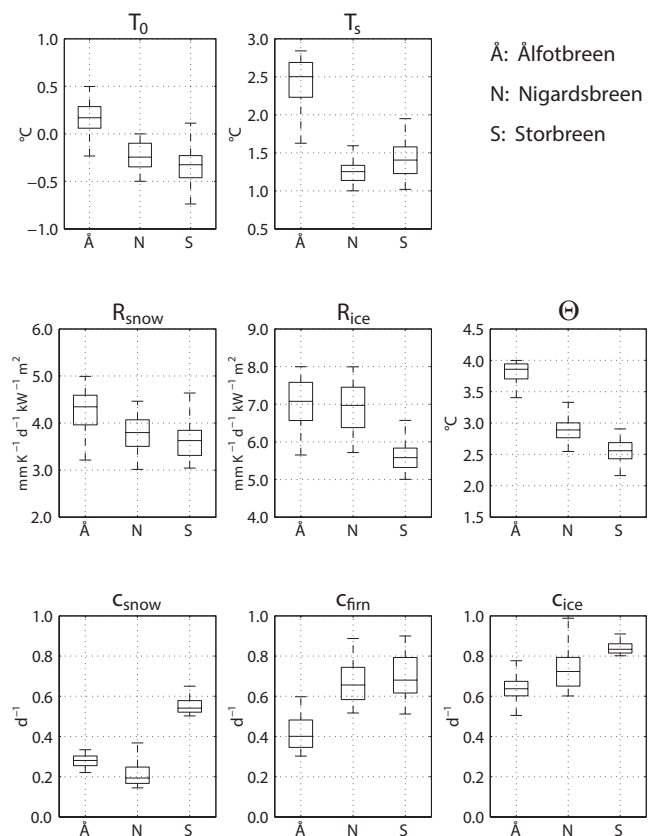 T0 Ts
1.0 3.0 Å: Ålfotbreen
0.5 2.5 N: Nigardsbreen
°C 0.0 °C 2.0 S: Storbreen
−0.5 1.5
1.0
−1.0 0.5
Å N S Å N S
Rsnow Rice Θ
6.0 9.0 4.5
5.0 8.0 4.0
mm K−1 d−1 kW−1 m2 mm K−1 d−1 kW−1 m2 °C
7.0 3.5
4.0 3.0
6.0
3.0 2.5
5.0 2.0
2.0 4.0 1.5
Å N S Å N S Å N S
csnow cfirn cice
1.0 1.0 1.0
0.8 0.8 0.8
0.6 0.6 0.6
d−1 d−1 d−1
0.4 0.4 0.4
0.2 0.2 0.2
0.0 0.0 0.0
Å N S Å N S Å N S